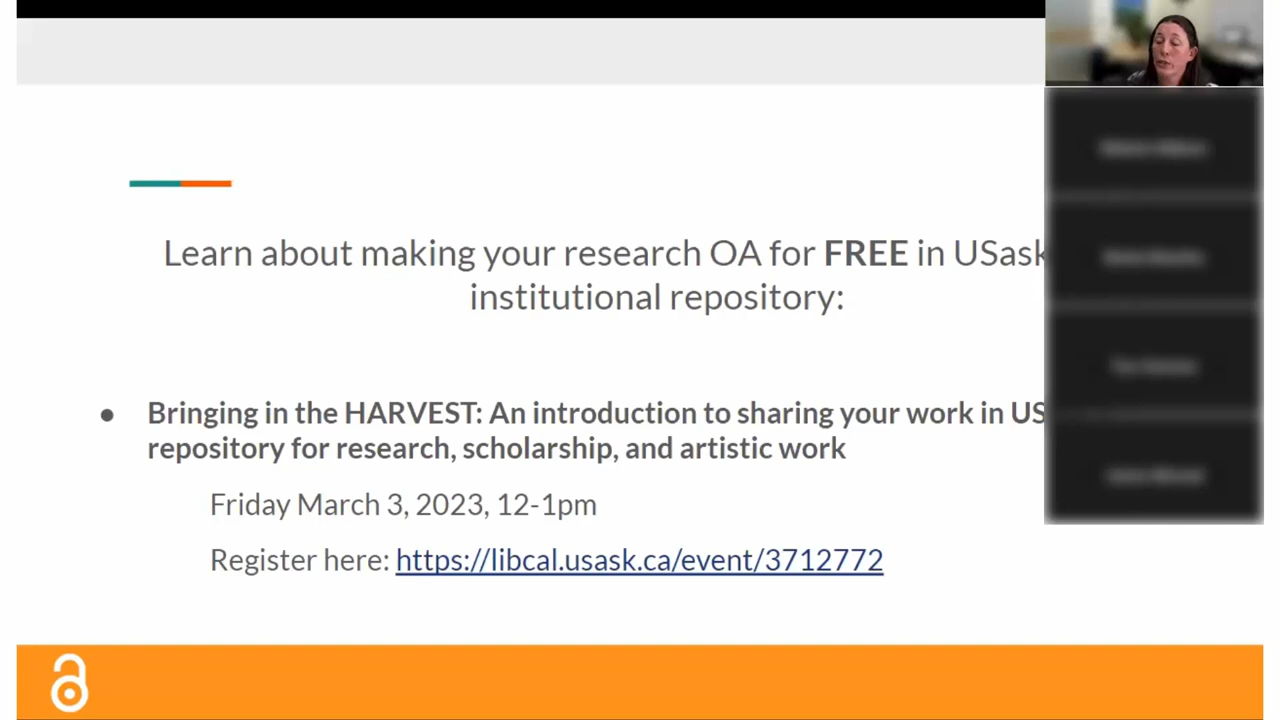 Learn about making your research OA for FREE in USask
institutional repository:
● Bringing in the HARVEST: An introduction to sharing your work in US
repository for research, scholarship, and artistic work
Friday March 3, 2023, 12-1pm
Register here: https://libcal.usask.ca/event/3712772